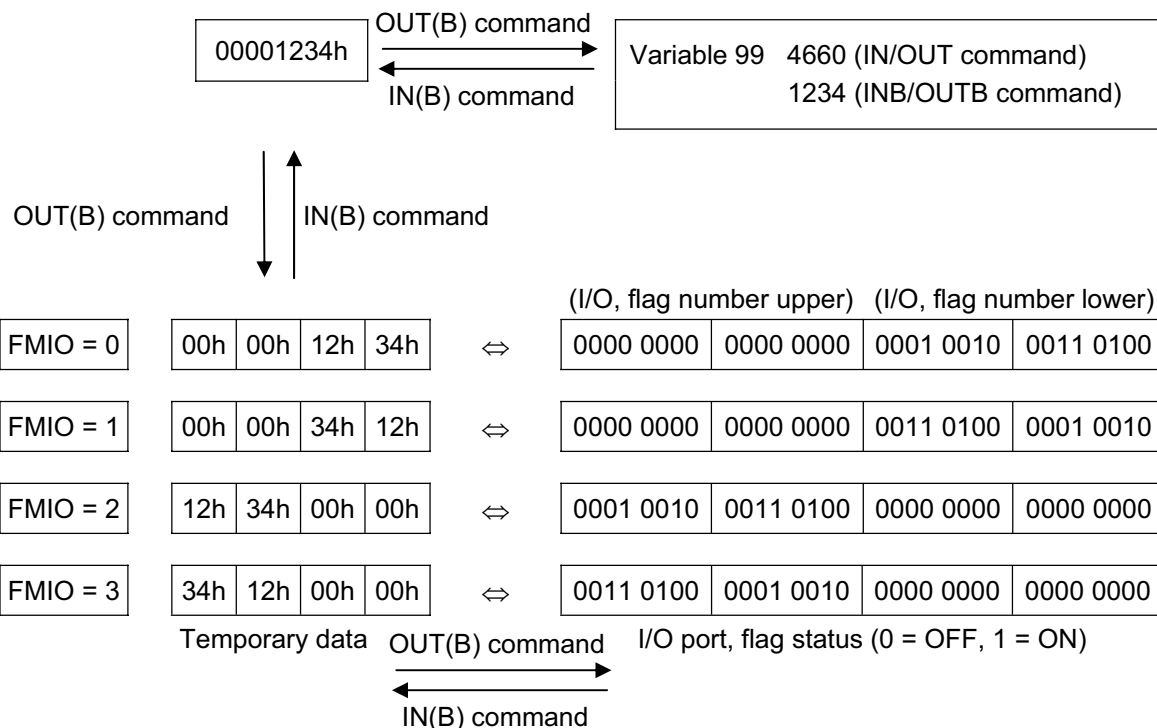 OUT(B) command
00001234h
Variable 99 4660 (IN/OUT command)
1234 (INB/OUTB command)
IN(B) command
OUT(B) command IN(B) command
(I/O, flag number upper) (I/O, flag number lower)
FMIO = 0 00h 00h 12h 34h ⇔ 0000 0000 0000 0000 0001 0010 0011 0100
FMIO = 1 00h 00h 34h 12h ⇔ 0000 0000 0000 0000 0011 0100 0001 0010
FMIO = 2 12h 34h 00h 00h ⇔ 0001 0010 0011 0100 0000 0000 0000 0000
FMIO = 3 34h 12h 00h 00h ⇔ 0011 0100 0001 0010 0000 0000 0000 0000
Temporary data OUT(B) command I/O port, flag status (0 = OFF, 1 = ON)
IN(B) command